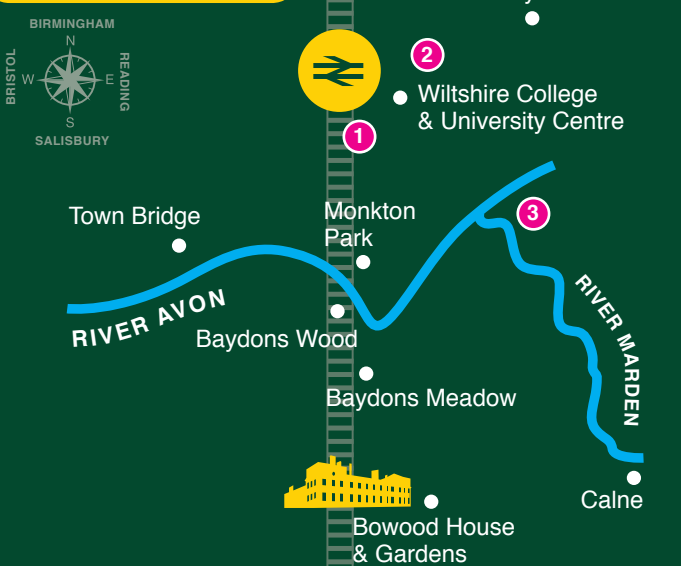 BIRMINGHAM
N
BRISTOL
W
E
READING
S
SALISBURY
2
Wiltshire College
& University Centre
1
Town Bridge
Monkton
Park
3
RIVER AVON
RIVER MARDEN
Baydons Wood
Baydons Meadow
Calne
Bowood House
& Gardens